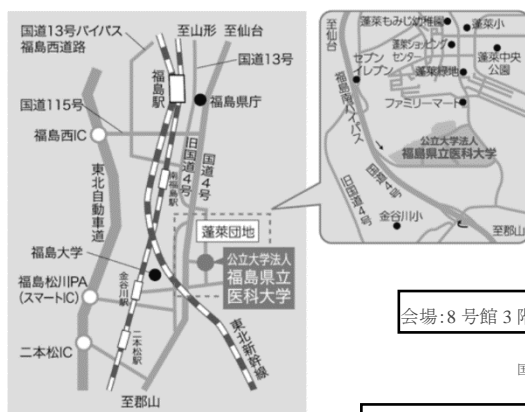 国道13号バイパス
福島西道路
至山形
至仙台
国道13号
福島駅
福島県庁
国道115号
福島西IC
東北自動車道
南福島駅
旧国道4号
国道4号
蓬莱団地
福島大学
公立大学法人
福島県立
医科大学
福島松川PA
(スマートIC)
金谷川駅
二本松駅
二本松IC
東北新幹線
至郡山
至仙台
蓬莱もみじ幼稚園
蓬莱小
蓬莱ショッピング
センター
セブン
イレブン
蓬莱中央
公園
蓬莱緑地
ファミリーマート
福島南バイパス
公立大学法人
福島県立医科大学
国道4号
旧国道4号
金谷川小
至郡山
会場:8 号館 3 階
国